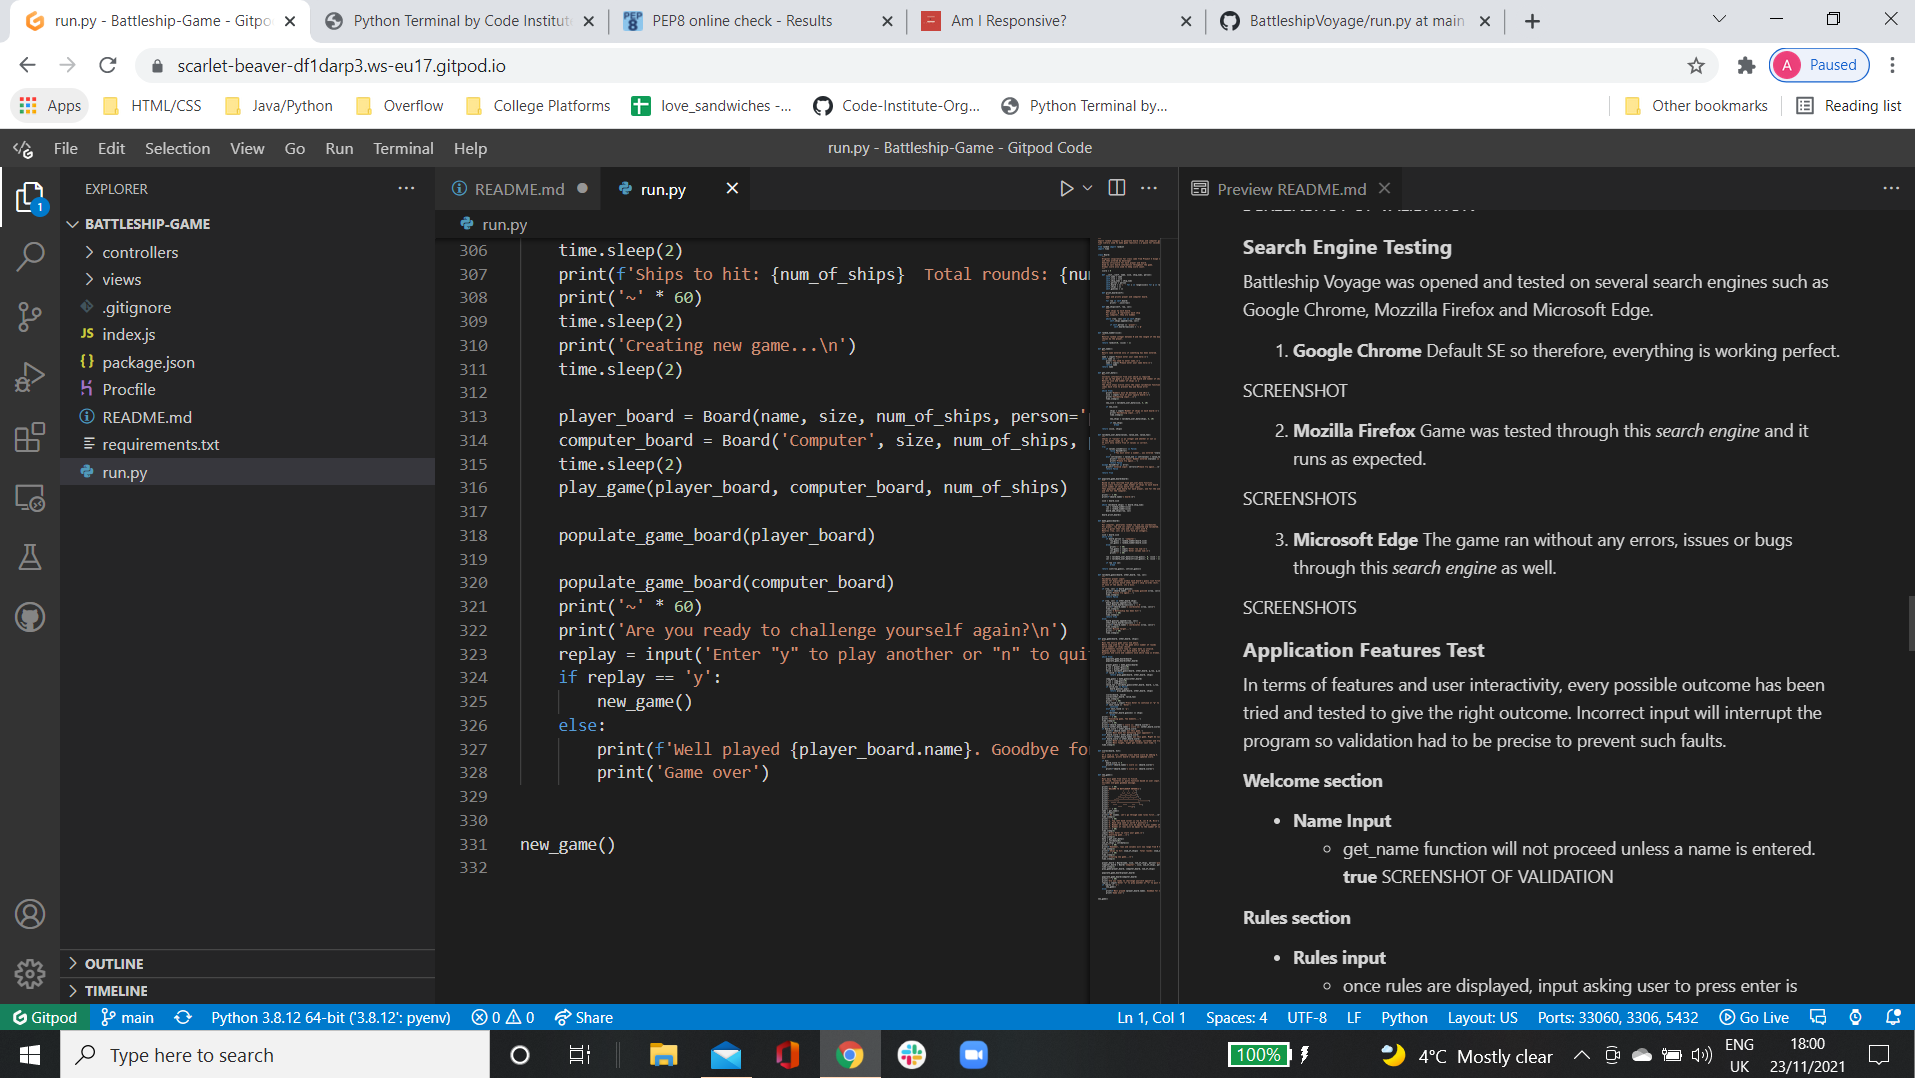 run.py - Battleship-Game - Gitpo
Python Terminal by Code Institut
PEP8 online check - Results
Am I Responsive?
BattleshipVoyage/run.py at main
scarlet-beaver-df1darp3.ws-eu17.gitpod.io
A Paused
Apps
HTML/CSS
Java/Python
Overflow
College Platforms
love_sandwiches -...
Code-Institute-Org...
Python Terminal by...
Other bookmarks
Reading list
File Edit Selection View Go Run Terminal Help
run.py - Battleship-Game - Gitpod Code
EXPLORER
1
BATTLESHIP-GAME
controllers
views
.gitignore
JS index.js
{} package.json
Procfile
README.md
requirements.txt
run.py
OUTLINE
TIMELINE
README.md
run.py
run.py
306 time.sleep(2)
307 print(f'Ships to hit: {num_of_ships}  Total rounds: {nu
308 print('~' * 60)
309 time.sleep(2)
310 print('Creating new game...\n')
311 time.sleep(2)
312
313 player_board = Board(name, size, num_of_ships, person='
314 computer_board = Board('Computer', size, num_of_ships,
315 time.sleep(2)
316 play_game(player_board, computer_board, num_of_ships)
317
318 populate_game_board(player_board)
319
320 populate_game_board(computer_board)
321 print('~' * 60)
322 print('Are you ready to challenge yourself again?\n')
323 replay = input('Enter "y" to play another or "n" to qui
324 if replay == 'y':
325 new_game()
326 else:
327 print(f'Well played {player_board.name}. Goodbye fo
328 print('Game over')
329
330
331 new_game()
332
Preview README.md
Search Engine Testing
Battleship Voyage was opened and tested on several search engines such as
Google Chrome, Mozzilla Firefox and Microsoft Edge.
1. Google Chrome Default SE so therefore, everything is working perfect.
SCREENSHOT
2. Mozilla Firefox Game was tested through this search engine and it
runs as expected.
SCREENSHOTS
3. Microsoft Edge The game ran without any errors, issues or bugs
through this search engine as well.
SCREENSHOTS
Application Features Test
In terms of features and user interactivity, every possible outcome has been
tried and tested to give the right outcome. Incorrect input will interrupt the
program so validation had to be precise to prevent such faults.
Welcome section
• Name Input
get_name function will not proceed unless a name is entered.
true SCREENSHOT OF VALIDATION
Rules section
• Rules input
once rules are displayed, input asking user to press enter is
Gitpod main Python 3.8.12 64-bit ('3.8.12': pyenv) 0 0 Share
Ln 1, Col 1 Spaces: 4 UTF-8 LF Python Layout: US Ports: 33060, 3306, 5432 Go Live
Type here to search
100%
4°C Mostly clear
ENG
UK
18:00
23/11/2021